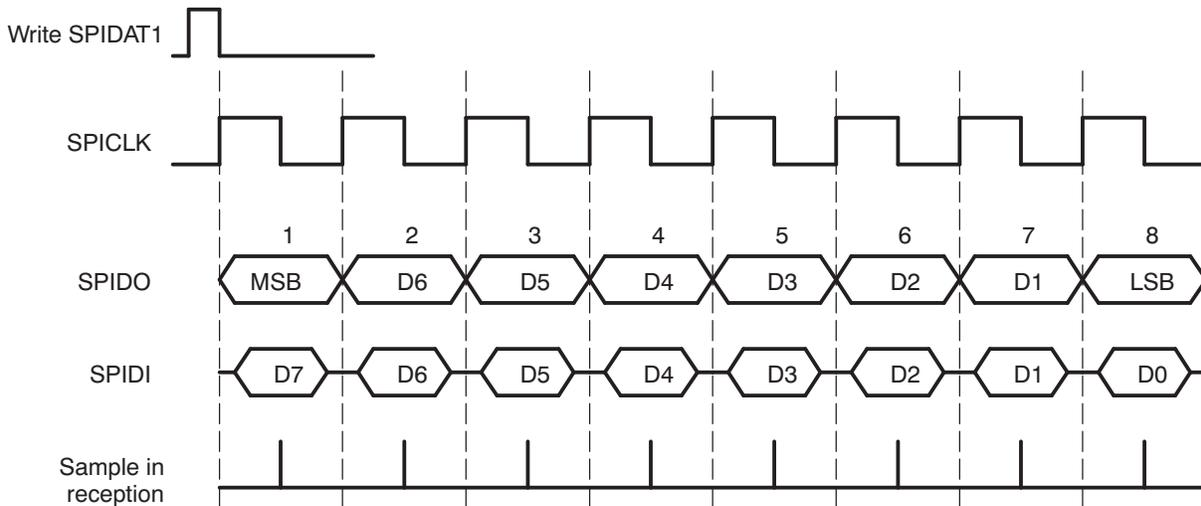 Write SPIDAT1
SPICLK
1 2 3 4 5 6 7 8
SPIDO MSB D6 D5 D4 D3 D2 D1 LSB
SPIDI D7 D6 D5 D4 D3 D2 D1 D0
Sample in
reception